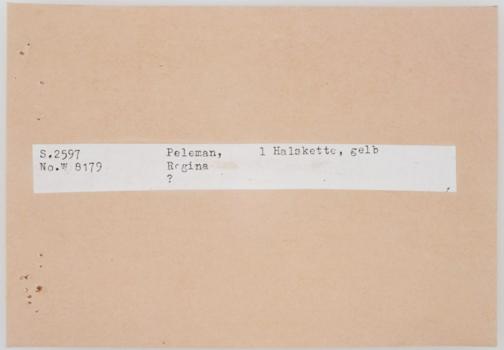 S.2597 Peleman, 1 Halskette, gelb
No.W 8179 Regina
?